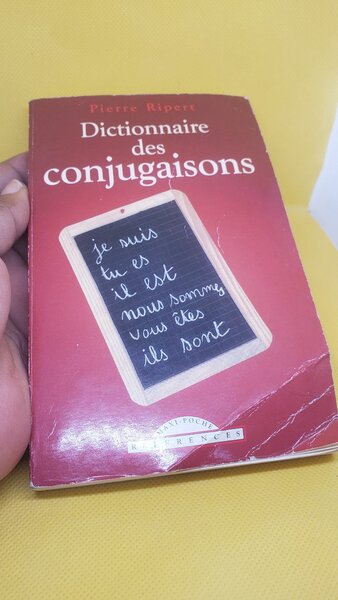 Pierre Ripert
Dictionnaire
des
conjugaisons
je suis
tu es
il est
nous sommes
vous êtes
ils sont
MAXI-POCHE
RÉFÉRENCES